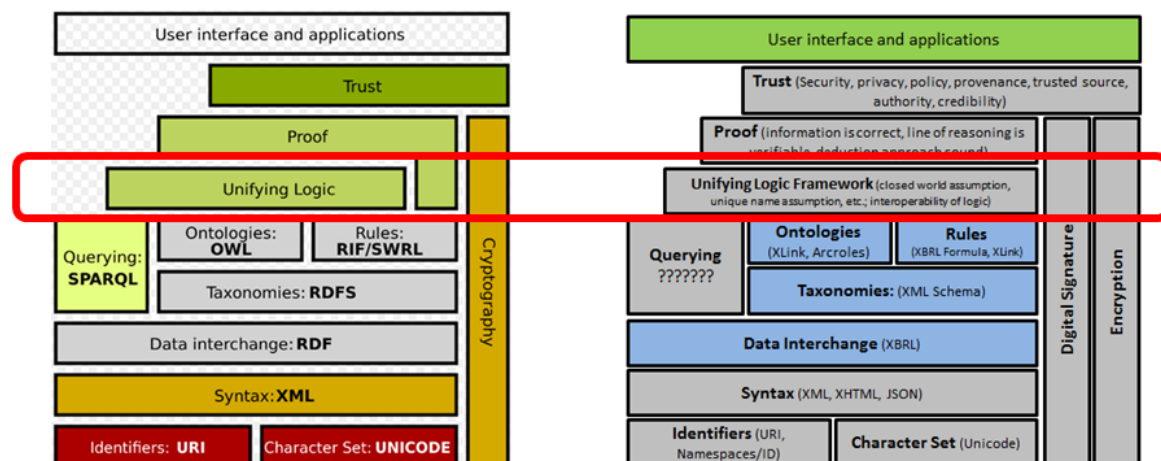 User interface and applications
Trust
Proof
Unifying Logic
Querying:
SPARQL
Ontologies:
OWL
Rules:
RIF/SWRL
Taxonomies: RDFS
Data interchange: RDF
Syntax: XML
Identifiers: URI
Character Set: UNICODE
Cryptography
User interface and applications
Trust (Security, privacy, policy, provenance, trusted source,
authority, credibility)
Proof (information is correct, line of reasoning is
verifiable, deduction approach sound)
Unifying Logic Framework (closed world assumption,
unique name assumption, etc.; interoperability of logic)
Querying
???????
Ontologies
(XLink, Arcroles)
Rules
(XBRL Formula, XLink)
Taxonomies: (XML Schema)
Data Interchange (XBRL)
Syntax (XML, XHTML, JSON)
Identifiers (URI,
Namespaces/ID)
Character Set (Unicode)
Digital Signature
Encryption